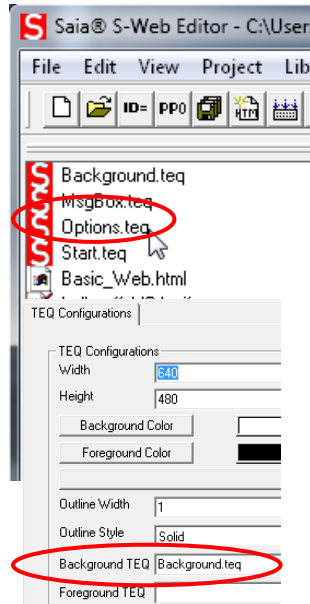 S Saia® S-Web Editor - C:\User
File Edit View Project Lib
ID= PPO HTM
Background.teq
MsgBox.teq
Options.teq
Start.teq
Basic_Web.html
TEQ Configurations
TEQ Configurations
Width 640
Height 480
Background Color
Foreground Color
Outline Width 1
Outline Style Solid
Background TEQ Background.teq
Foreground TEQ